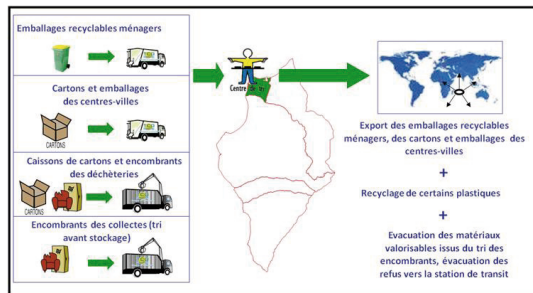 Emballages recyclables ménagers
Cartons et emballages
des centres-villes
CARTONS
Caissons de cartons et encombrants
des déchèteries
CARTONS
Encombrants des collectes (tri
avant stockage)
Centre De Tri
Export des emballages recyclables
ménagers, des cartons et emballages des
centres-villes
+
Recyclage de certains plastiques
+
Evacuation des matériaux
valorisables issus du tri des
encombrants, évacuation des
refus vers la station de transit